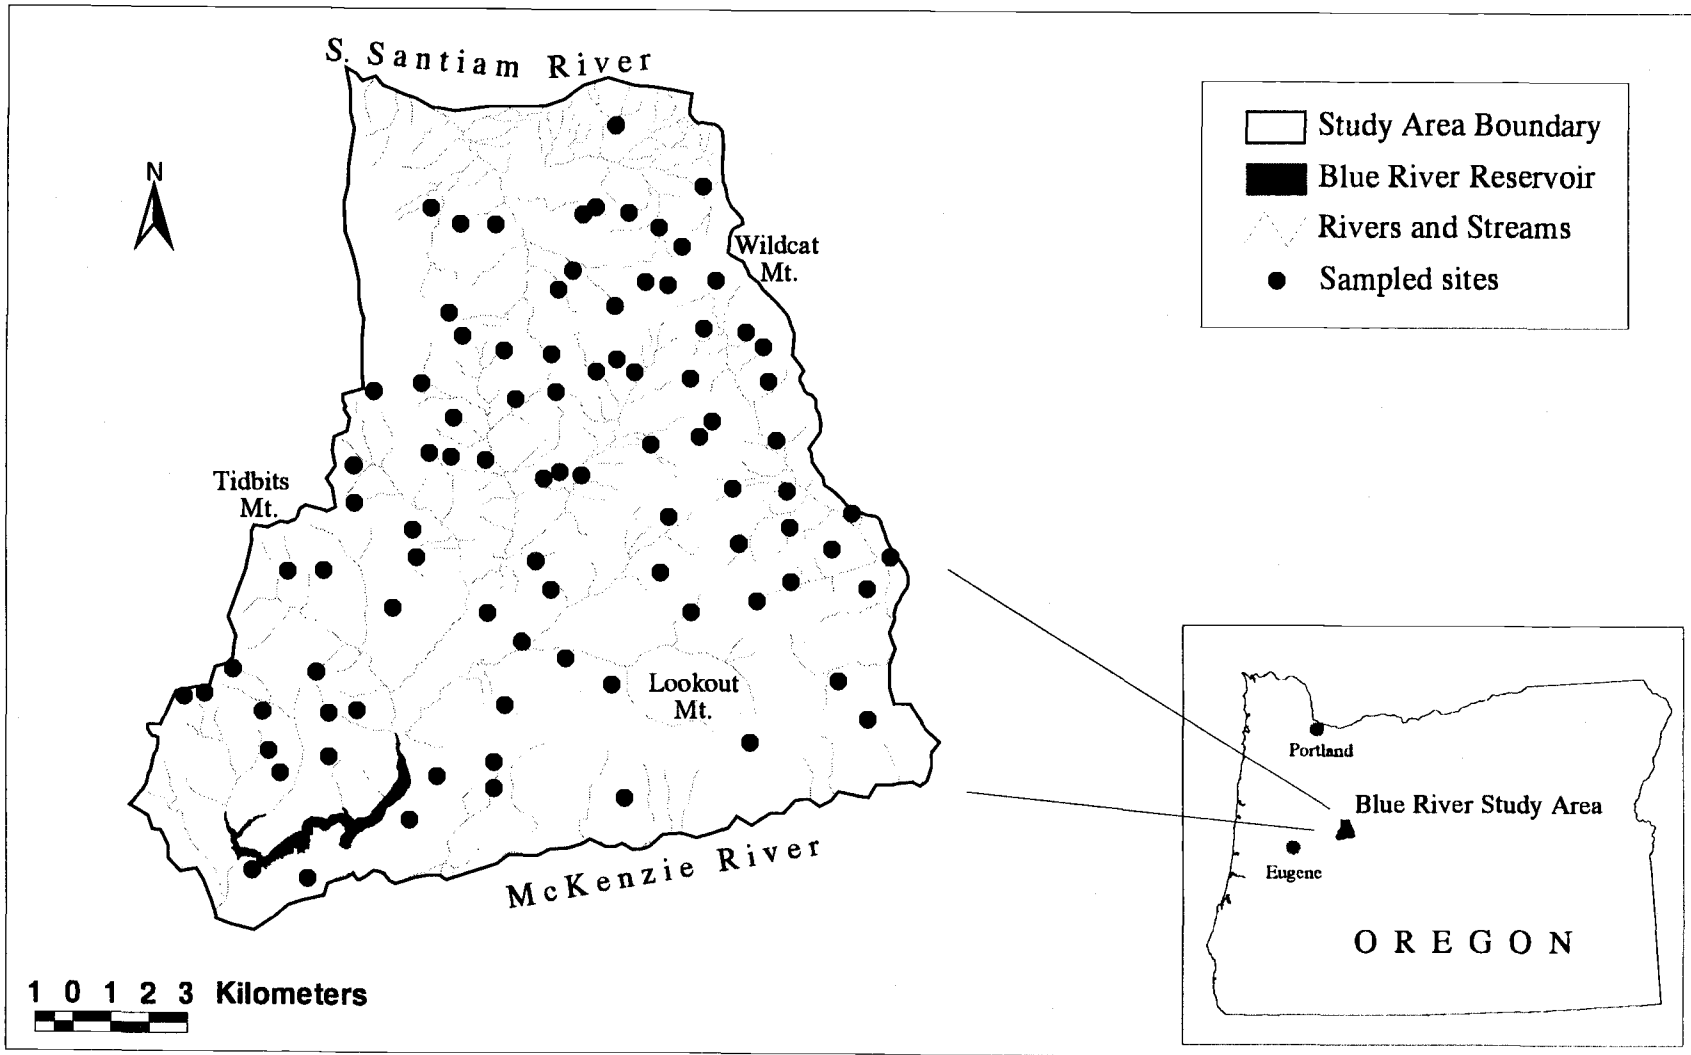 S. Santiam River
N
Study Area Boundary
Blue River Reservoir
Rivers and Streams
Sampled sites
Wildcat
Mt.
Tidbits
Mt.
Lookout
Mt.
McKenzie River
Portland
Blue River Study Area
Eugene
OREGON
1 0 1 2 3 Kilometers